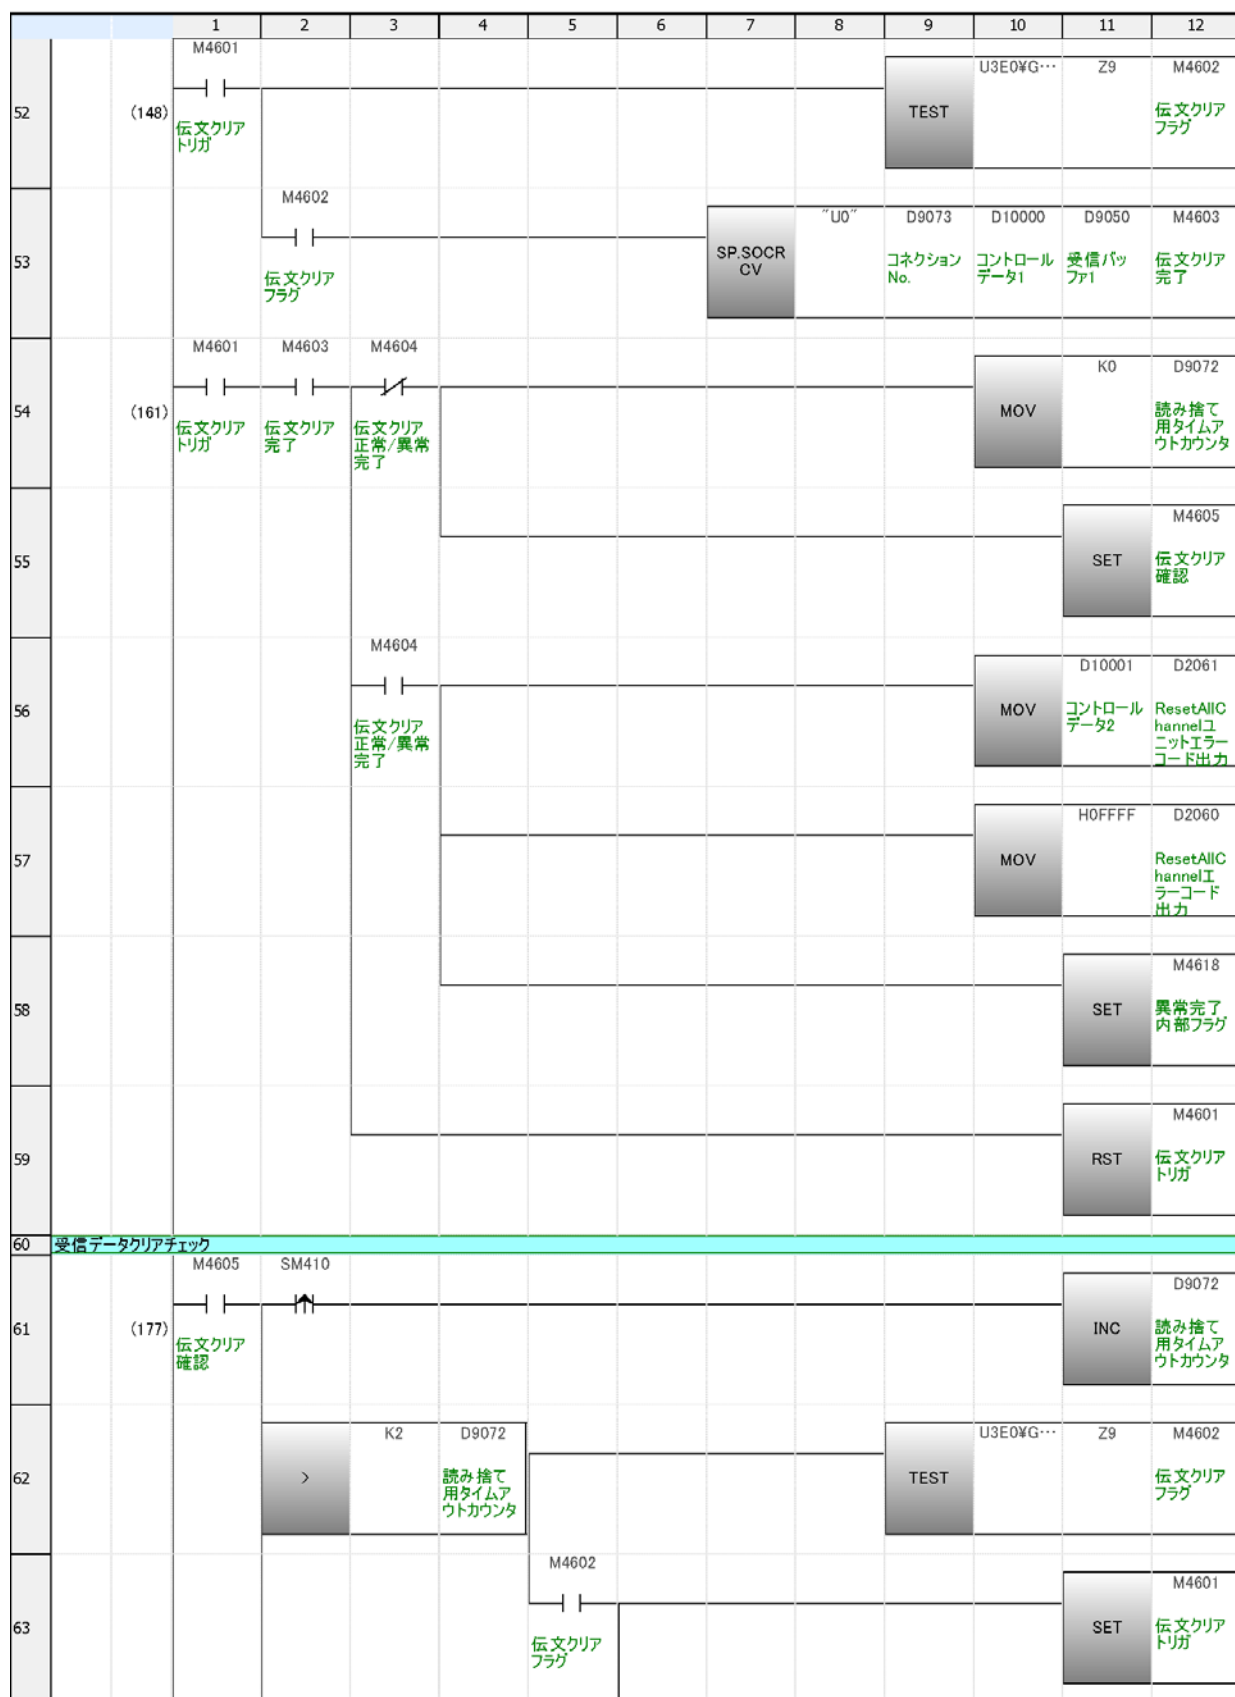 1 2 3 4 5 6 7 8 9 10 11 12
M4601
U3E0¥G… Z9 M4602
52 (148) TEST
伝文クリア
トリガ
伝文クリア
フラグ
M4602
"U0" D9073 D10000 D9050 M4603
53 SP.SOCR
CV
コネクション
No.
コントロール
データ1
受信バッ
ファ1
伝文クリア
完了
伝文クリア
フラグ
M4601 M4603 M4604
K0 D9072
54 (161) MOV
伝文クリア
トリガ
伝文クリア
完了
伝文クリア
正常/異常
完了
読み捨て
用タイムア
ウトカウンタ
M4605
55 SET
伝文クリア
確認
M4604
D10001 D2061
56 MOV
伝文クリア
正常/異常
完了
コントロール
データ2
ResetAllC
hannelユ
ニットエラー
コード出力
H0FFFF D2060
57 MOV
ResetAllC
hannelエ
ラーコード
出力
M4618
58 SET
異常完了
内部フラグ
M4601
59 RST
伝文クリア
トリガ
60 受信データクリアチェック
M4605 SM410
D9072
61 (177) INC
伝文クリア
確認
読み捨て
用タイムア
ウトカウンタ
K2 D9072 U3E0¥G… Z9 M4602
62 > TEST
読み捨て
用タイムア
ウトカウンタ
伝文クリア
フラグ
M4602
M4601
63 SET
伝文クリア
フラグ
伝文クリア
トリガ